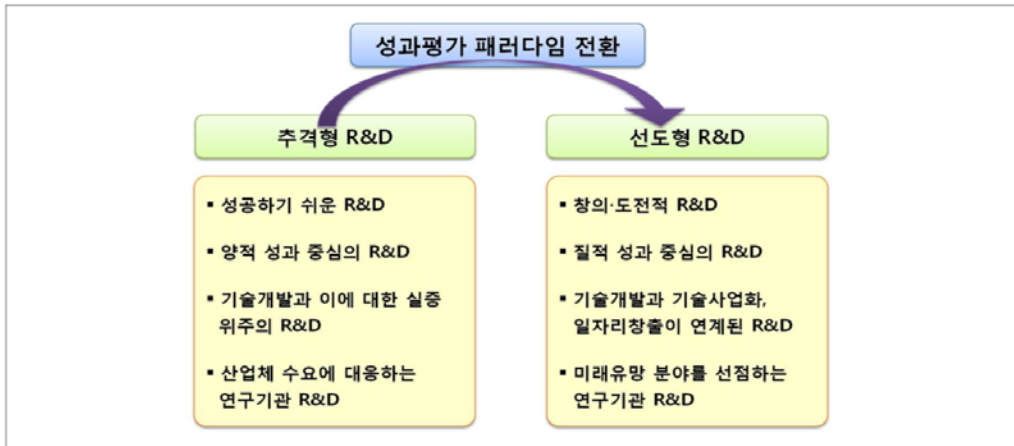 성과평가 패러다임 전환
추격형 R&D
▪ 성공하기 쉬운 R&D
▪ 양적 성과 중심의 R&D
▪ 기술개발과 이에 대한 실증
위주의 R&D
▪ 산업체 수요에 대응하는
연구기관 R&D
선도형 R&D
▪ 창의·도전적 R&D
▪ 질적 성과 중심의 R&D
▪ 기술개발과 기술사업화,
일자리창출이 연계된 R&D
▪ 미래유망 분야를 선점하는
연구기관 R&D